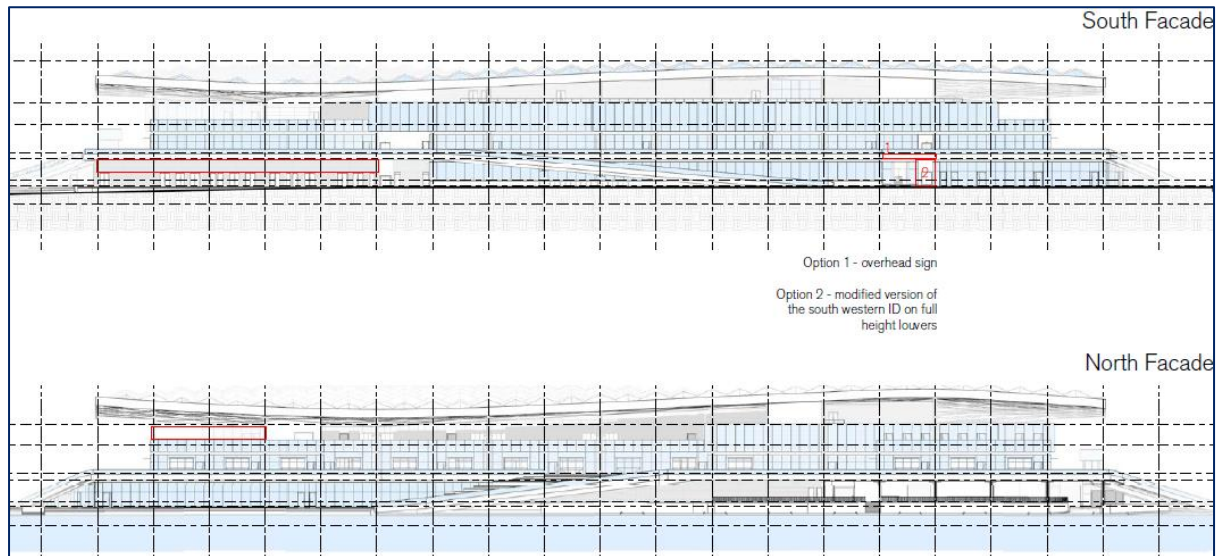 South Facade
1
2
Option 1 - overhead sign
Option 2 - modified version of
the south western ID on full
height louvers
North Facade